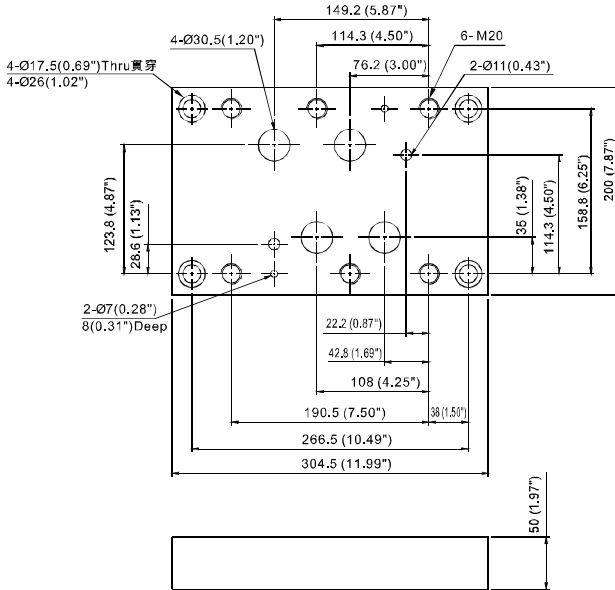 149.2 (5.87")
4-Ø30.5(1.20")
114.3 (4.50")
6- M20
4-Ø17.5(0.69")Thru貫穿
4-Ø26(1.02")
76.2 (3.00")
2-Ø11(0.43")
123.8 (4.87")
28.6 (1.13")
35 (1.38")
114.3 (4.50")
158.8 (6.25")
200 (7.87")
2-Ø7(0.28")
8(0.31")Deep
22.2 (0.87")
42.8 (1.69")
108 (4.25")
190.5 (7.50")
38 (1.50")
266.5 (10.49")
304.5 (11.99")
50 (1.97")